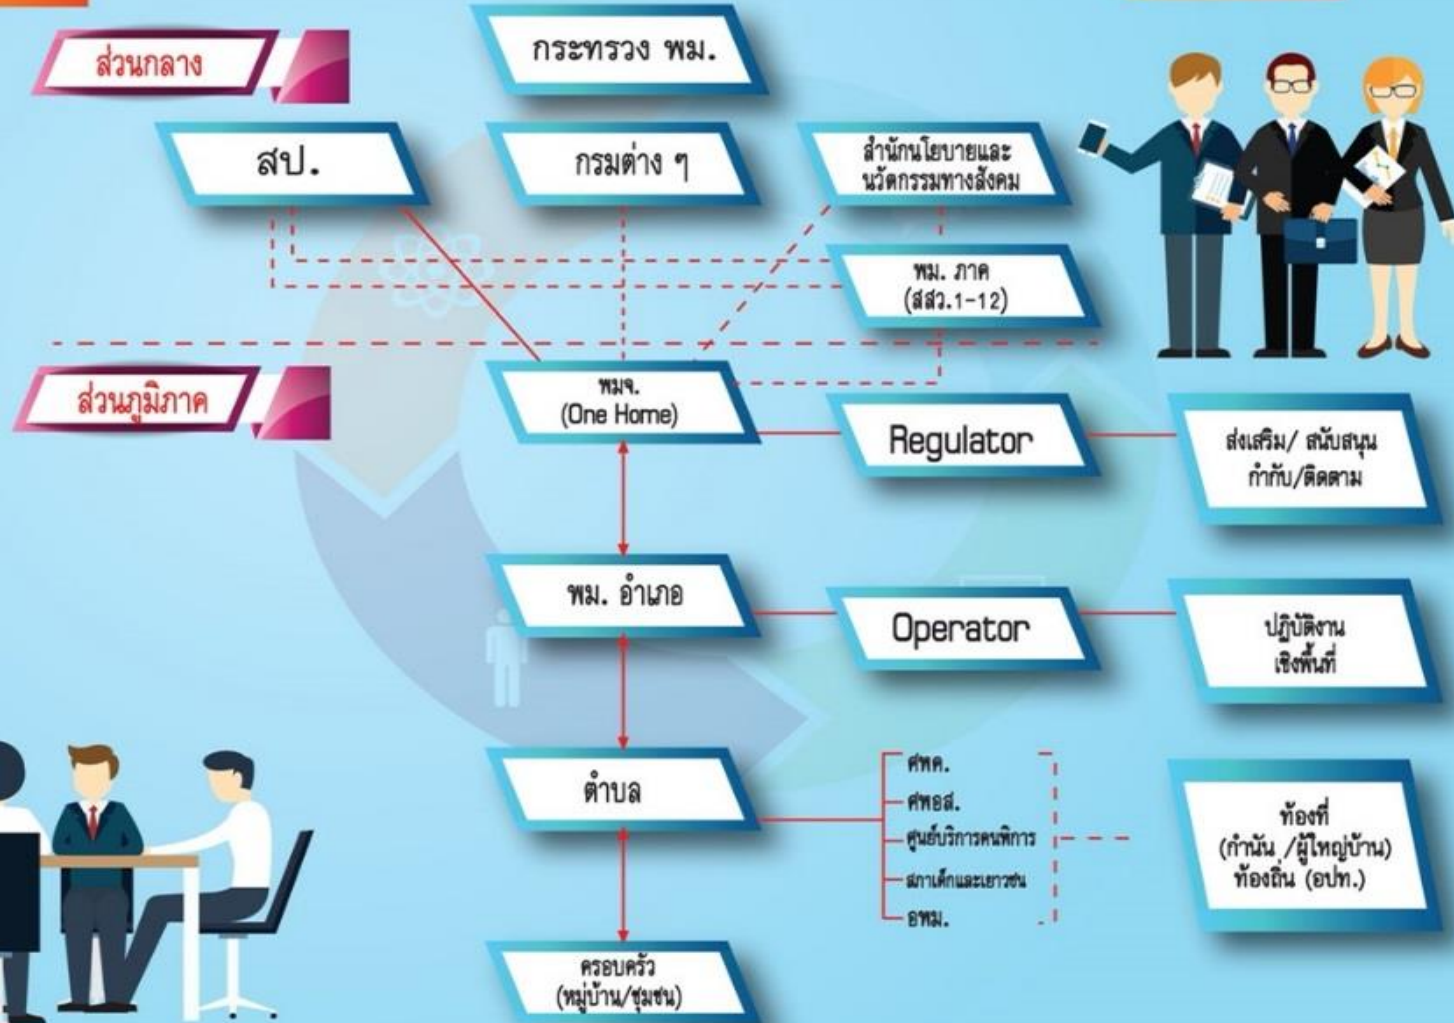 ส่วนกลาง
กระทรวง พม.
สป.
กรมต่าง ๆ
สำนักนโยบายและ
นวัตกรรมทางสังคม
พม. ภาค
(สสว.1-12)
ส่วนภูมิภาค
พมจ.
(One Home)
Regulator
ส่งเสริม/ สนับสนุน
กำกับ/ติดตาม
พม. อำเภอ
Operator
ปฏิบัติงาน
เชิงพื้นที่
ตำบล
ศพค.
ศพอส.
ศูนย์บริการคนพิการ
สภาเด็กและเยาวชน
อพม.
ท้องที่
(กำนัน /ผู้ใหญ่บ้าน)
ท้องถิ่น (อปท.)
ครอบครัว
(หมู่บ้าน/ชุมชน)